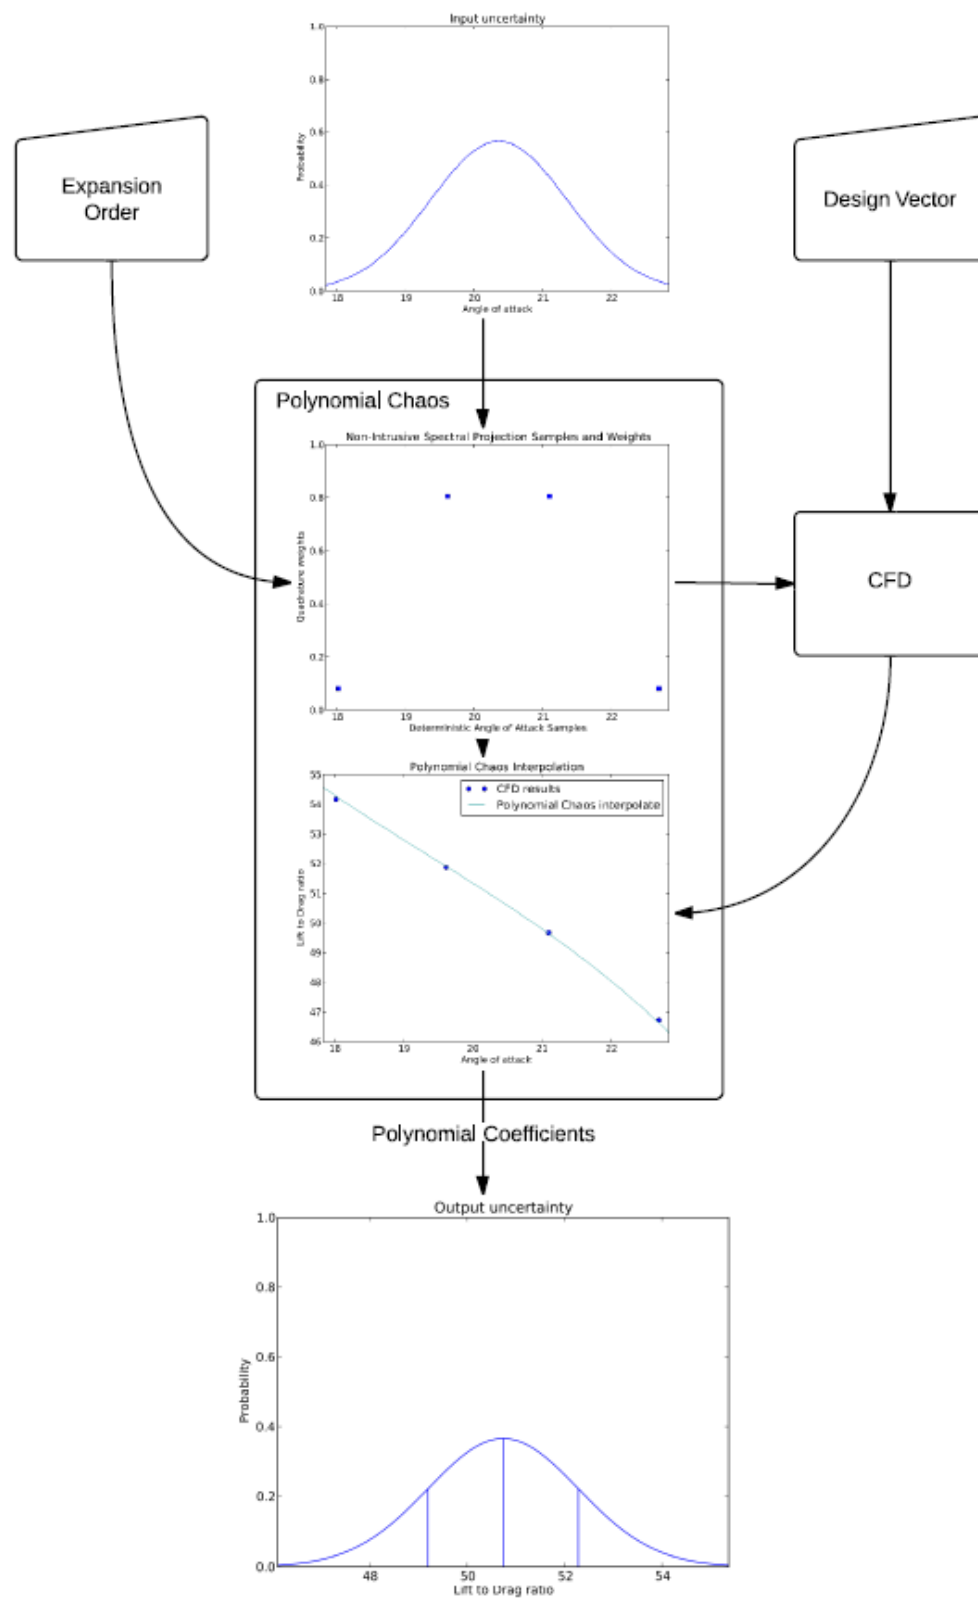 Input uncertainty
1.0
0.8
0.6
0.4
0.2
0.0
Probability
18 19 20 21 22
Angle of attack
Expansion
Order
Design Vector
Polynomial Chaos
Non-Intrusive Spectral Projection Samples and Weights
1.0
0.8
0.6
0.4
0.2
0.0
Quadrature weights
18 19 20 21 22
Deterministic Angle of Attack Samples
CFD
Polynomial Chaos Interpolation
55
54
53
52
51
50
49
48
47
46
Lift to Drag ratio
CFD results
Polynomial Chaos interpolate
18 19 20 21 22
Angle of attack
Polynomial Coefficients
Output uncertainty
1.0
0.8
0.6
0.4
0.2
0.0
Probability
48 50 52 54
Lift to Drag ratio